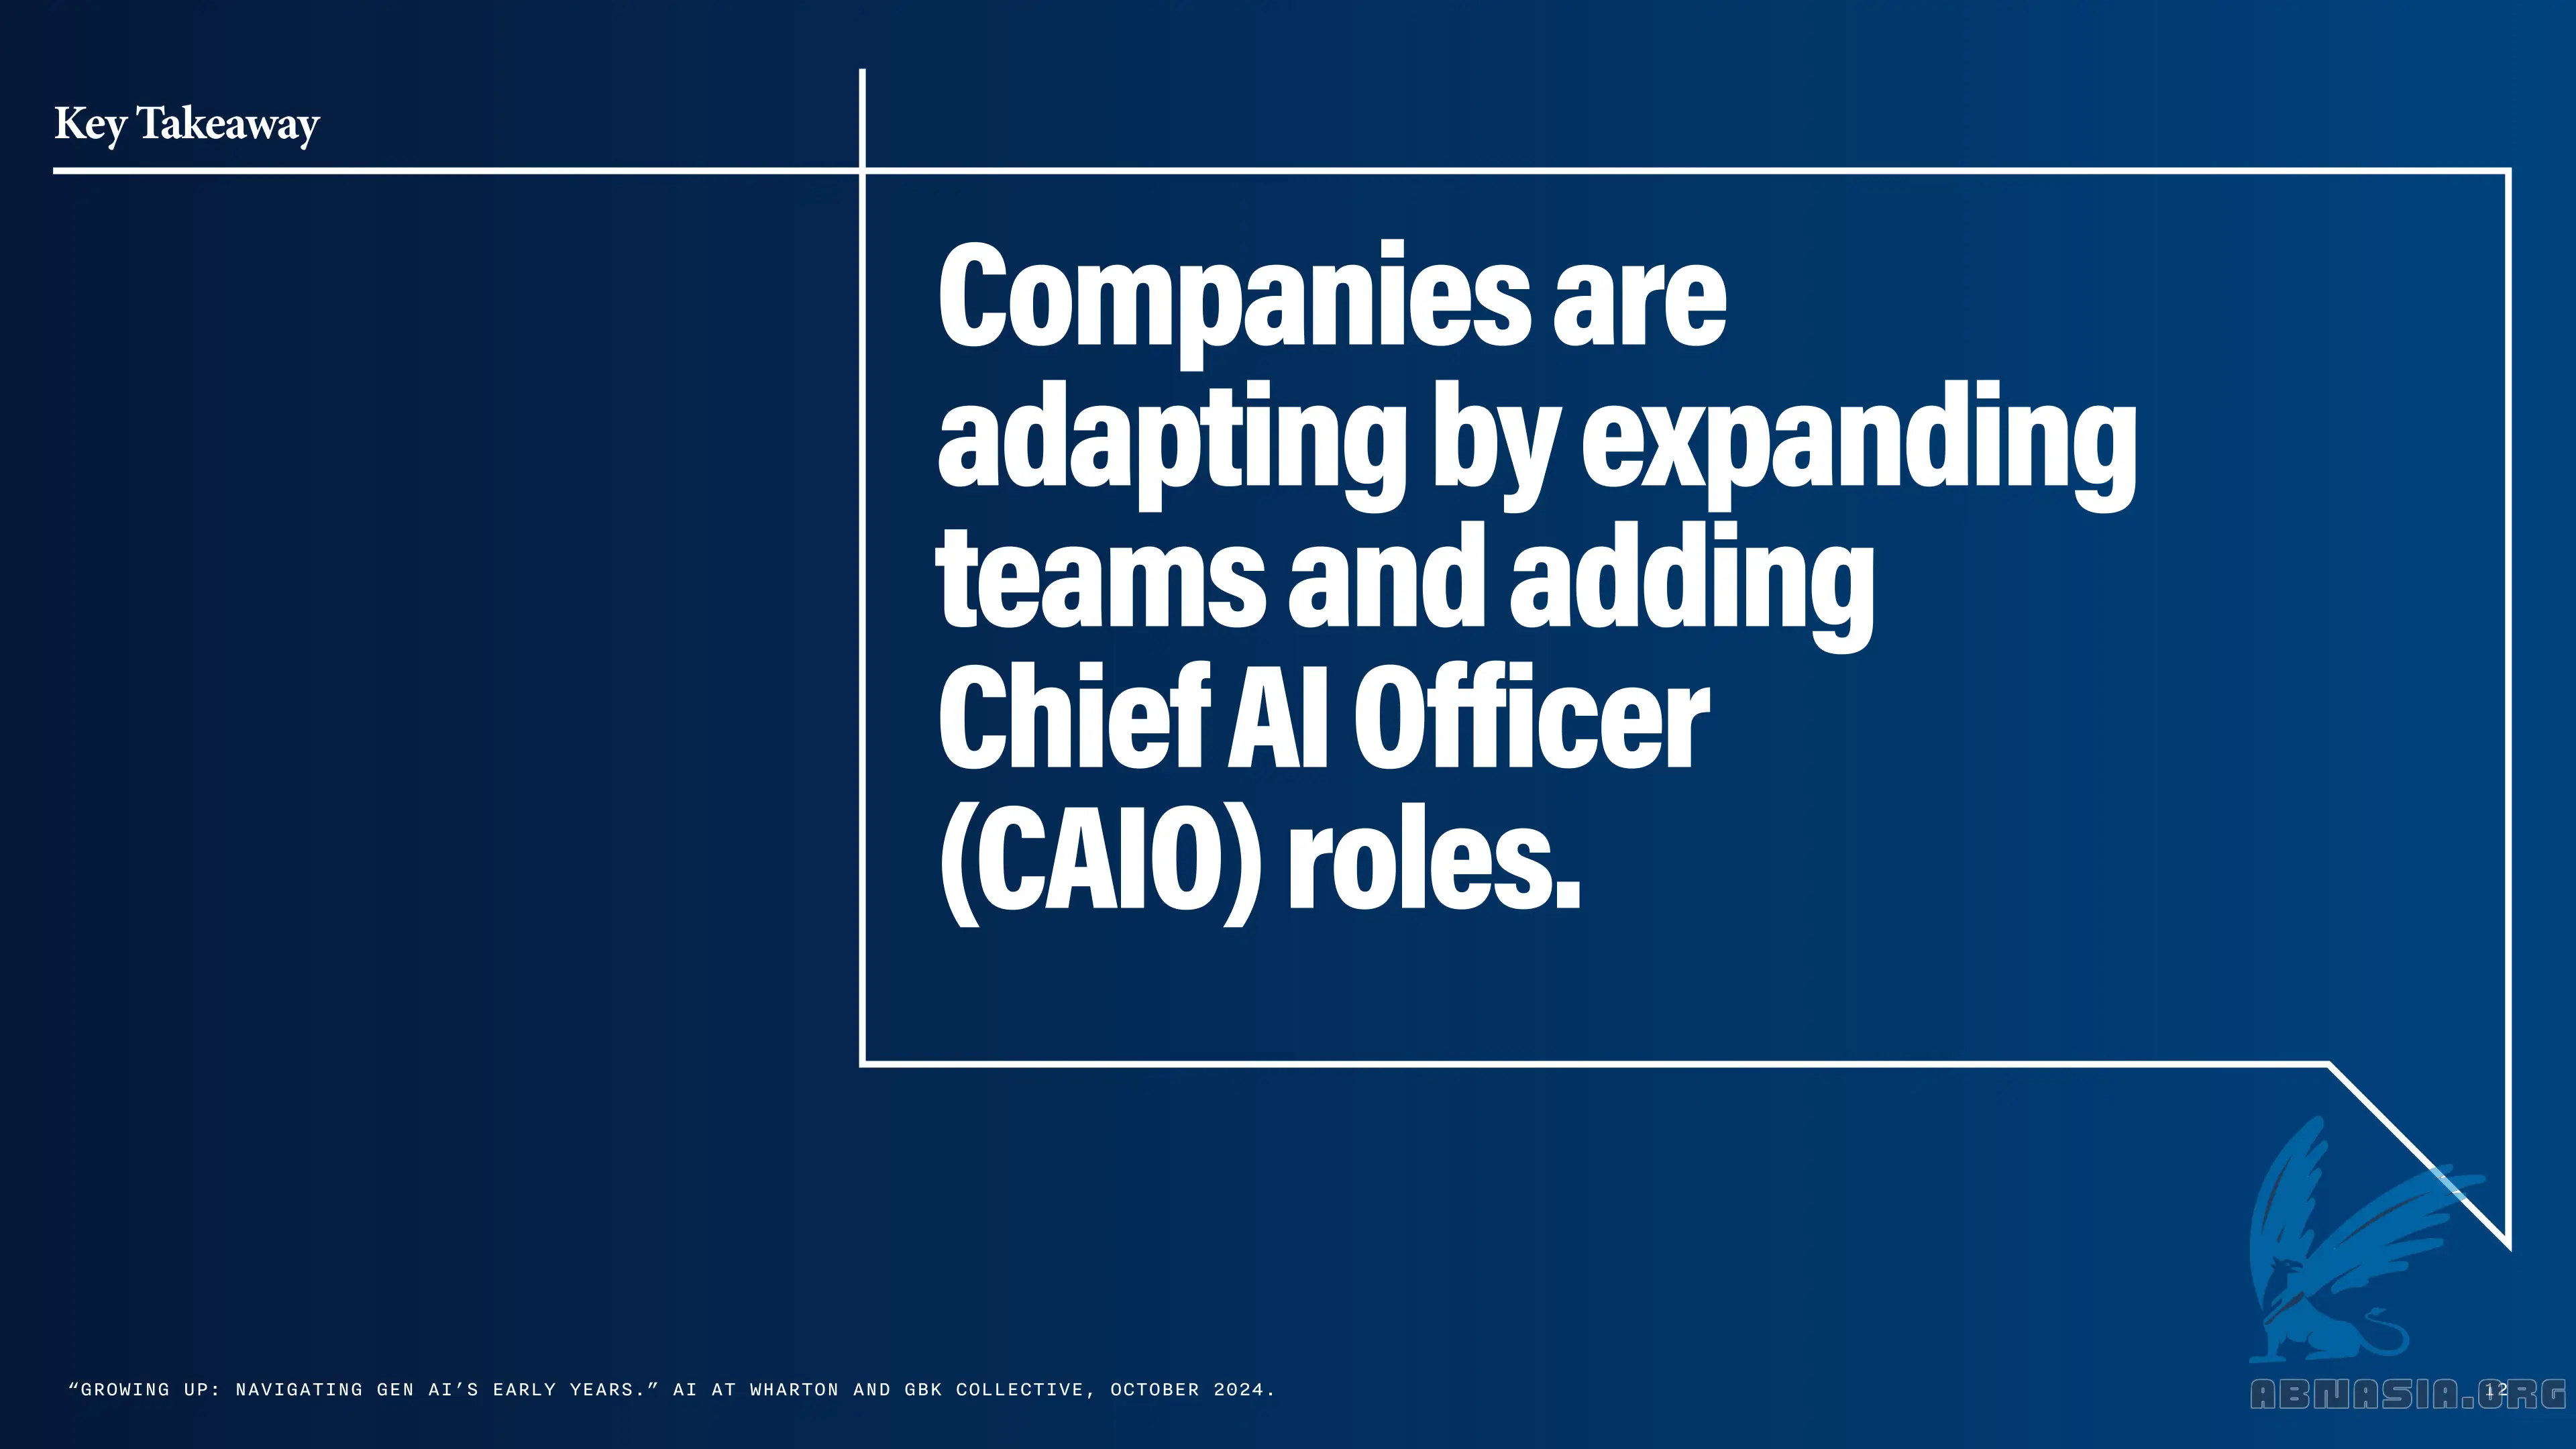 Key Takeaway
Companies are
adapting by expanding
teams and adding
Chief AI Officer
(CAIO) roles.
“GROWING UP: NAVIGATING GEN AI’S EARLY YEARS.” AI AT WHARTON AND GBK COLLECTIVE, OCTOBER 2024.
12
ABNASIA.ORG